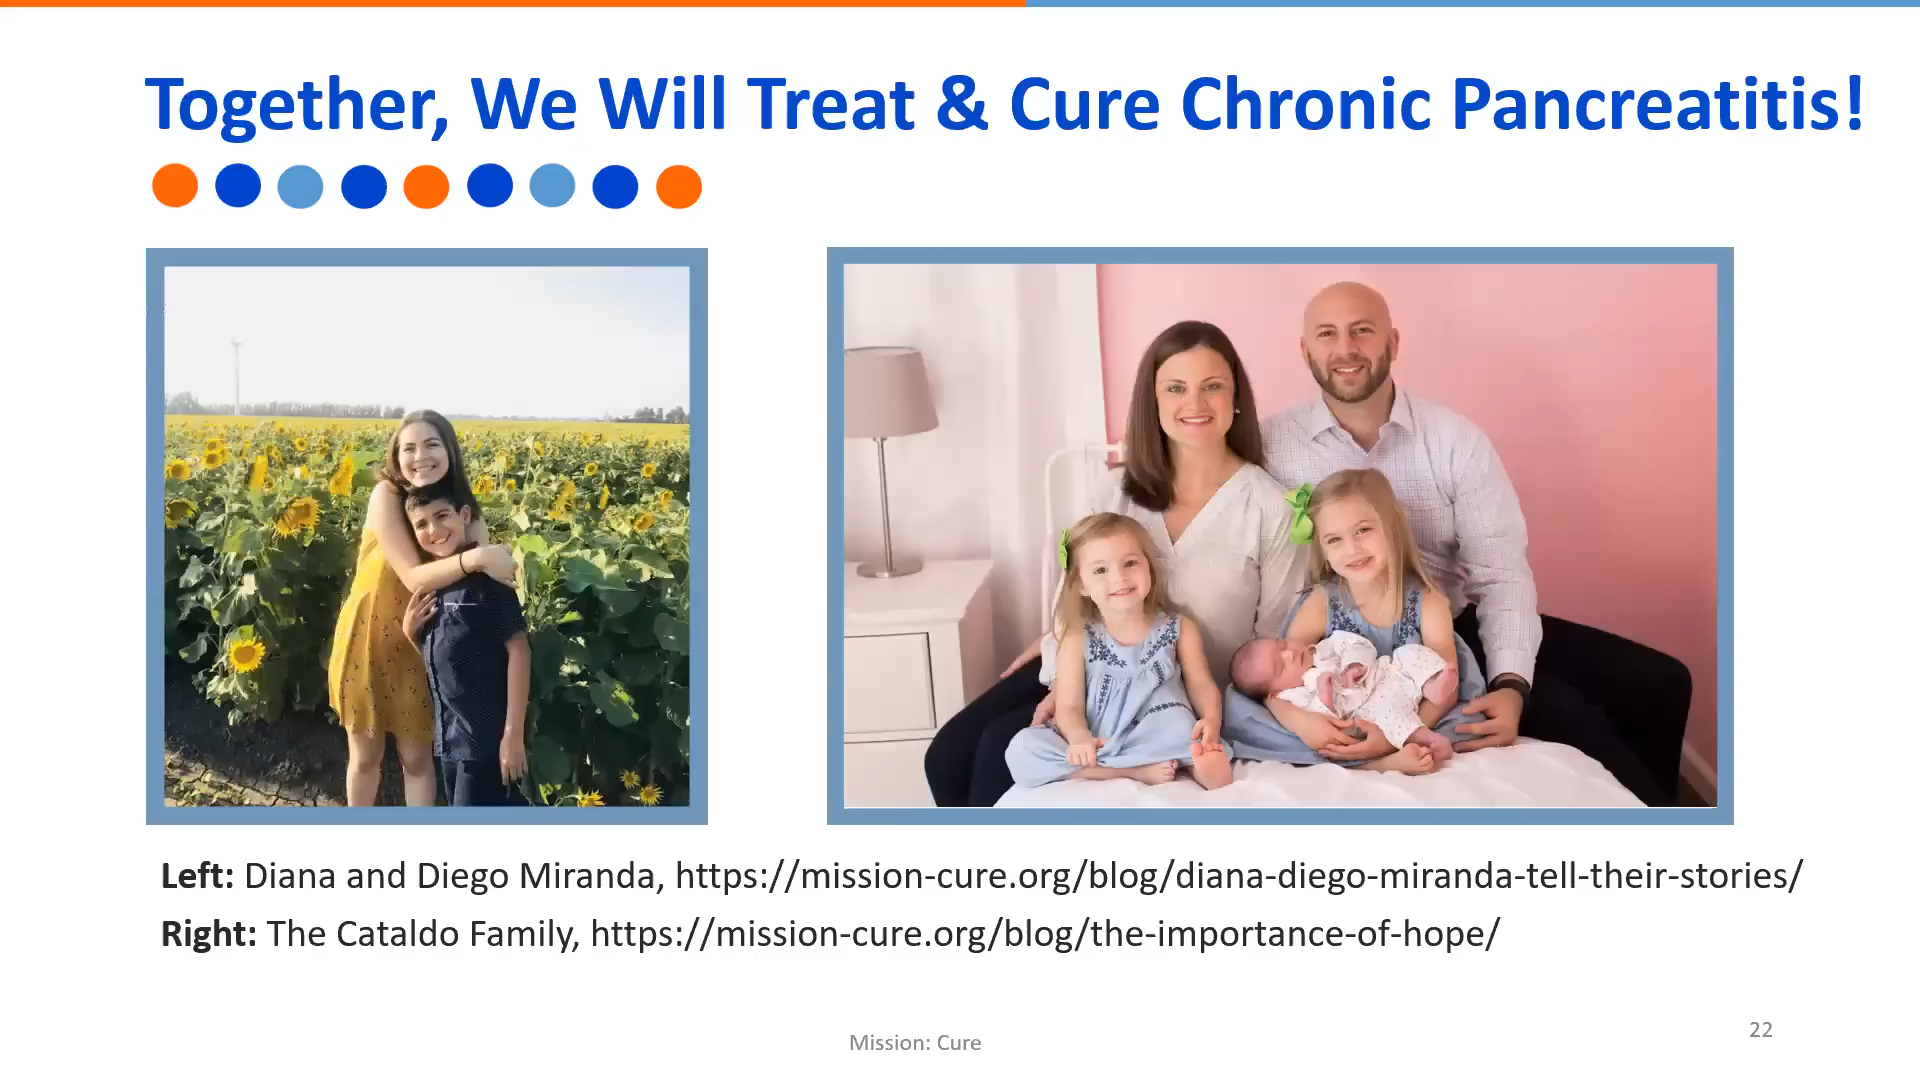 Together, We Will Treat & Cure Chronic Pancreatitis!
Left: Diana and Diego Miranda, https://mission-cure.org/blog/diana-diego-miranda-tell-their-stories/
Right: The Cataldo Family, https://mission-cure.org/blog/the-importance-of-hope/
Mission: Cure
22